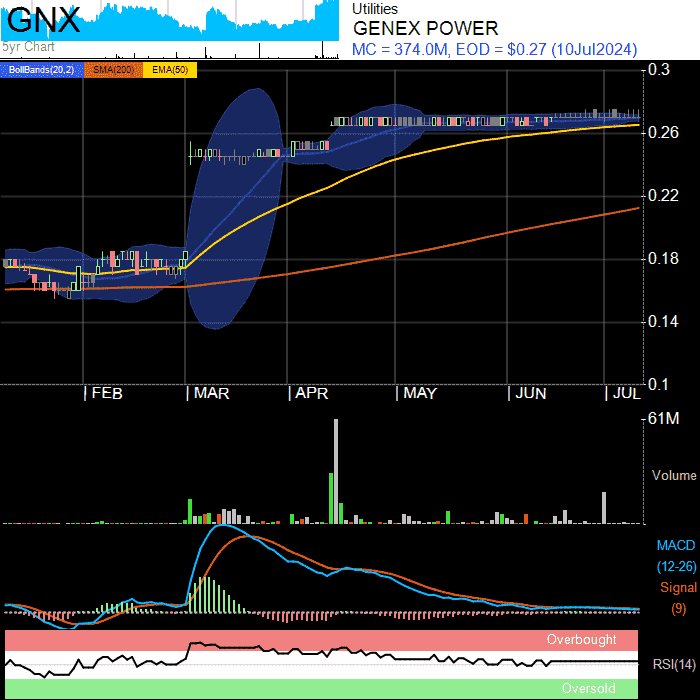 GNX
5yr Chart
Utilities
GENEX POWER
MC = 374.0M, EOD = $0.27 (10Jul2024)
BollBands(20,2) SMA(200) EMA(50)
0.3
0.26
0.22
0.18
0.14
0.1
FEB MAR APR MAY JUN JUL
61M
Volume
MACD
(12-26)
Signal
(9)
Overbought
RSI(14)
Oversold